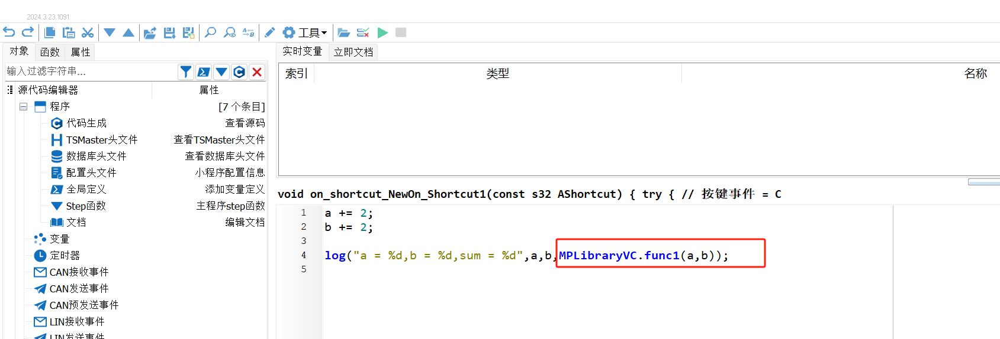 2024.3.23.1091
工具
对象 函数 属性
实时变量 立即文档
输入过滤字符串...
索引 类型 名称
源代码编辑器 属性
程序 [7 个条目]
代码生成 查看源码
TSMaster头文件 查看TSMaster头文件
数据库头文件 查看数据库头文件
配置头文件 小程序配置信息
全局定义 添加变量定义
Step函数 主程序step函数
文档 编辑文档
变量
定时器
CAN接收事件
CAN发送事件
CAN预发送事件
LIN接收事件
LIN发送事件
void on_shortcut_NewOn_Shortcut1(const s32 AShortcut) { try { // 按键事件 = C
1 a += 2;
2 b += 2;
3
4 log("a = %d,b = %d,sum = %d",a,b,MPLibraryVC.func1(a,b));
5